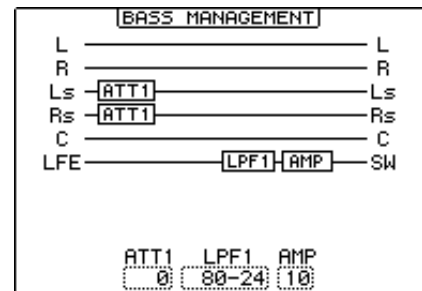 BASS MANAGEMENT
L L
R R
Ls ATT1 Ls
Rs ATT1 Rs
C C
LFE LPF1 AMP SW
ATT1 LPF1 AMP
0 80-24 10